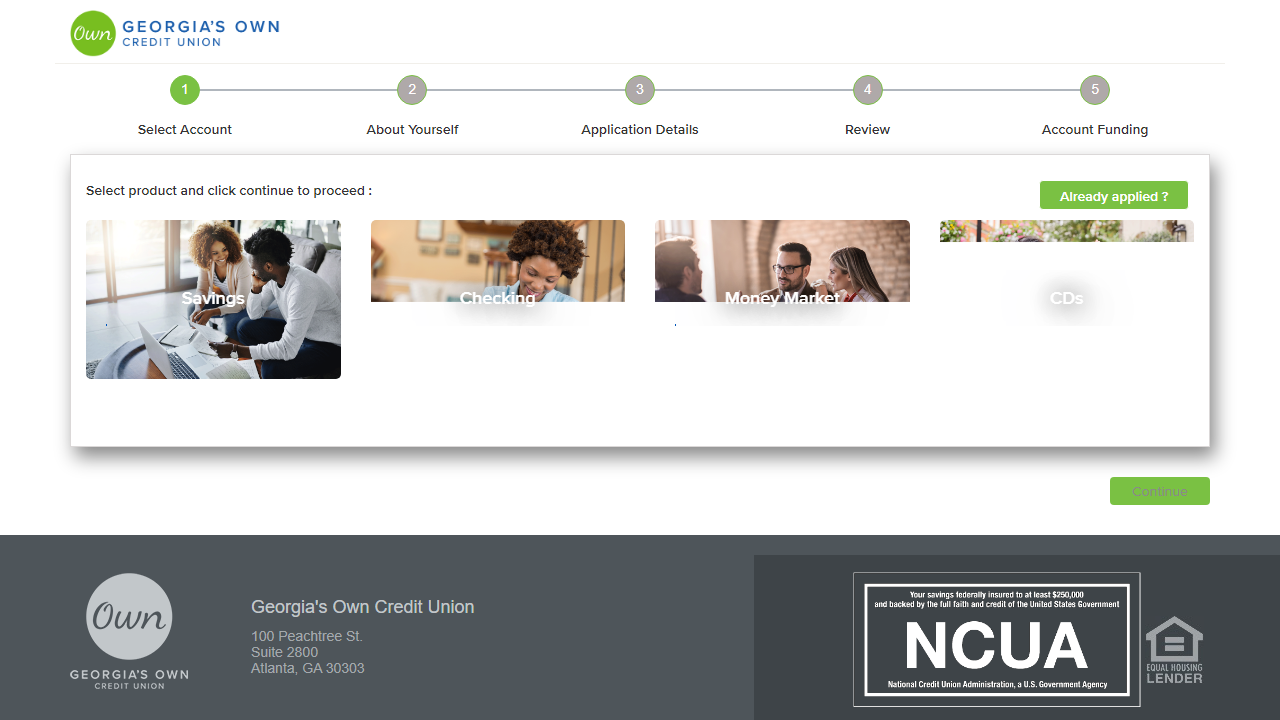 Own
GEORGIA'S OWN
CREDIT UNION
1
2
3
4
5
Select Account
About Yourself
Application Details
Review
Account Funding
Select product and click continue to proceed :
Already applied ?
Savings
Checking
Money Market
CDs
Continue
Own
GEORGIA'S OWN
CREDIT UNION
Georgia's Own Credit Union
100 Peachtree St.
Suite 2800
Atlanta, GA 30303
Your savings federally insured to at least $250,000
and backed by the full faith and credit of the United States Government
NCUA
National Credit Union Administration, a U.S. Government Agency
EQUAL HOUSING
LENDER